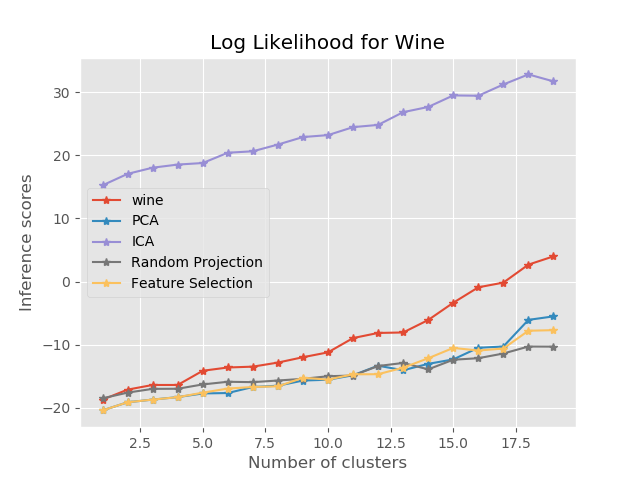 Log Likelihood for Wine
Inference scores
30
20
10
0
−10
−20
wine
PCA
ICA
Random Projection
Feature Selection
2.5 5.0 7.5 10.0 12.5 15.0 17.5
Number of clusters